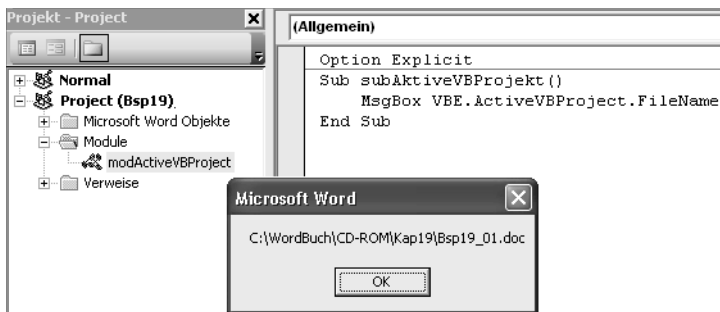 Projekt - Project
Normal
Project (Bsp19)
Microsoft Word Objekte
Module
modActiveVBProject
Verweise
(Allgemein)
Option Explicit
Sub subAktiveVBProjekt()
MsgBox VBE.ActiveVBProject.FileName
End Sub
Microsoft Word
C:\WordBuch\CD-ROM\Kap19\Bsp19_01.doc
OK